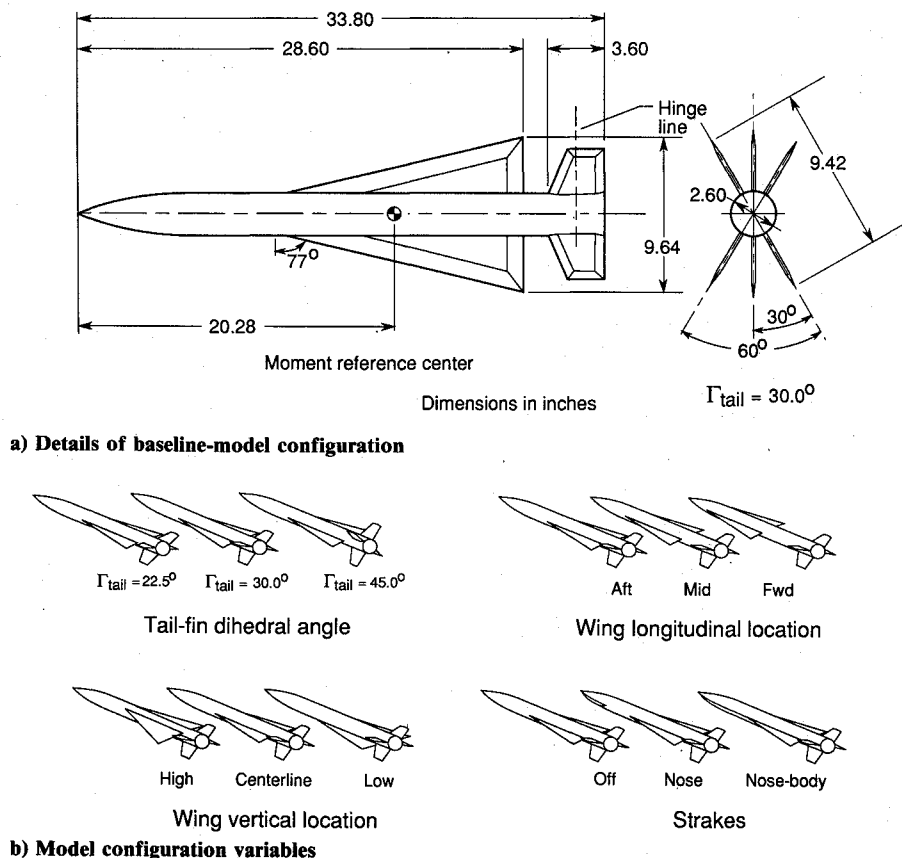 33.80
28.60
3.60
Hinge
line
9.42
2.60
9.64
77°
20.28
30°
60°
Moment reference center
Dimensions in inches
Γtail = 30.0°
a) Details of baseline-model configuration
Γtail = 22.5°
Γtail = 30.0°
Γtail = 45.0°
Tail-fin dihedral angle
Aft
Mid
Fwd
Wing longitudinal location
High
Centerline
Low
Wing vertical location
Off
Nose
Nose-body
Strakes
b) Model configuration variables